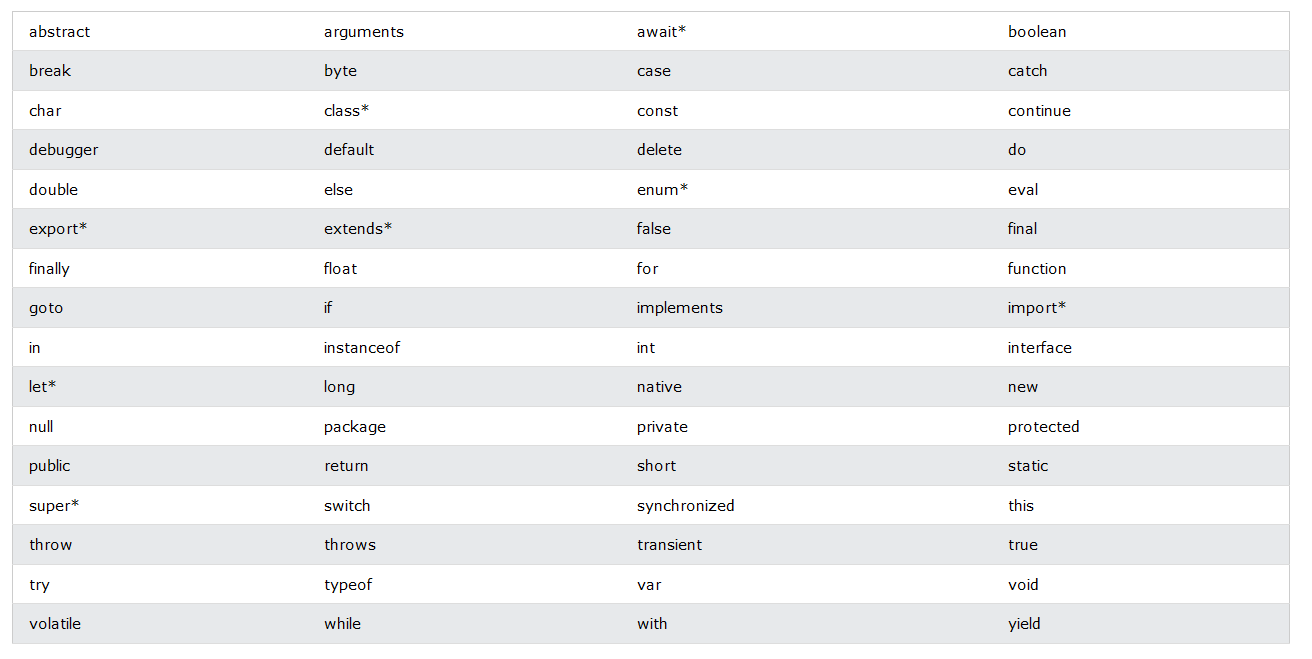 abstract arguments await* boolean
break byte case catch
char class* const continue
debugger default delete do
double else enum* eval
export* extends* false final
finally float for function
goto if implements import*
in instanceof int interface
let* long native new
null package private protected
public return short static
super* switch synchronized this
throw throws transient true
try typeof var void
volatile while with yield